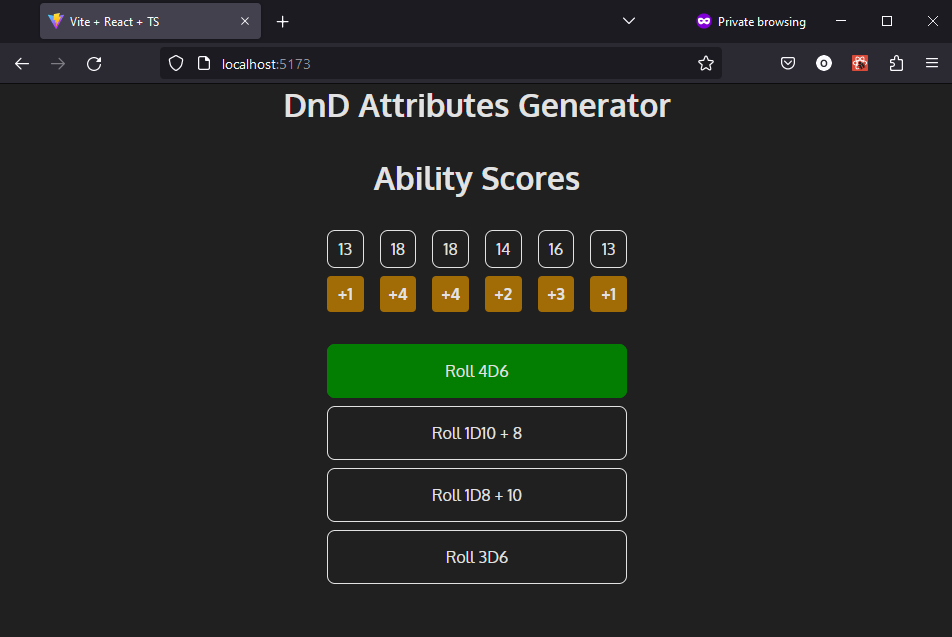 Vite + React + TS
Private browsing
localhost:5173
DnD Attributes Generator
Ability Scores
13 18 18 14 16 13
+1 +4 +4 +2 +3 +1
Roll 4D6
Roll 1D10 + 8
Roll 1D8 + 10
Roll 3D6